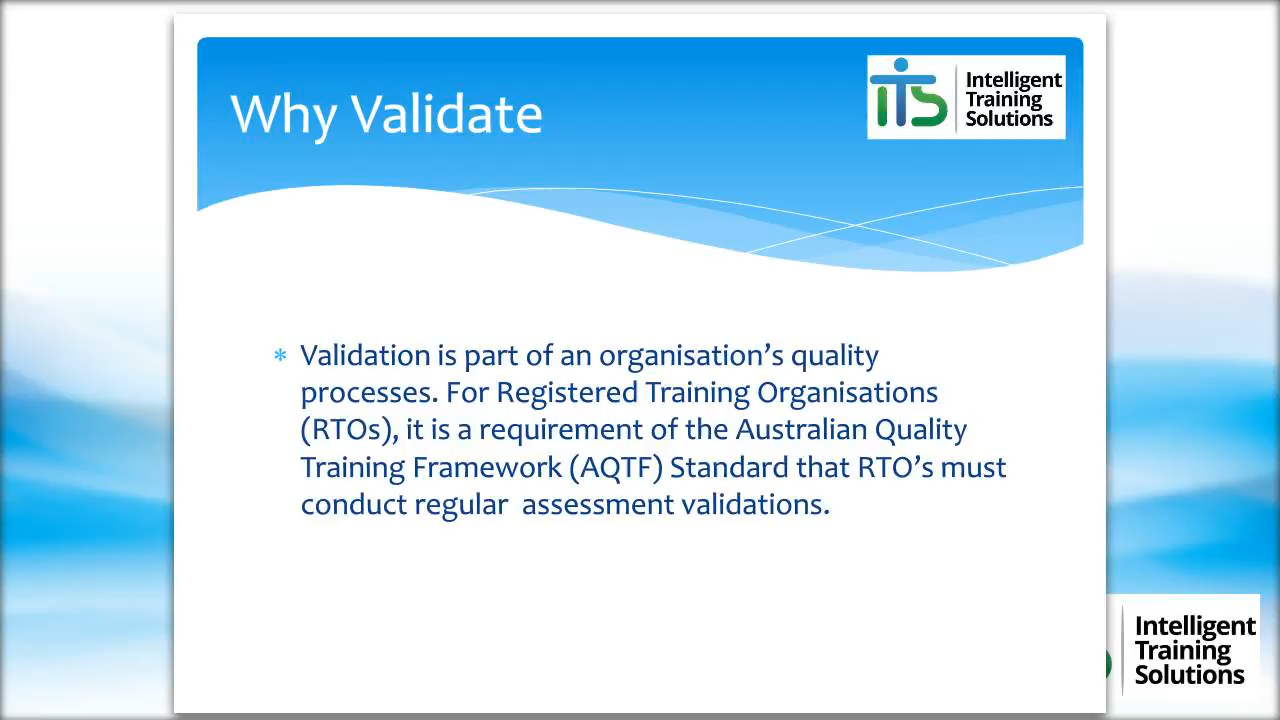 Why Validate
iTS
Intelligent
Training
Solutions
* Validation is part of an organisation’s quality
processes. For Registered Training Organisations
(RTOs), it is a requirement of the Australian Quality
Training Framework (AQTF) Standard that RTO’s must
conduct regular  assessment validations.
Intelligent
Training
Solutions